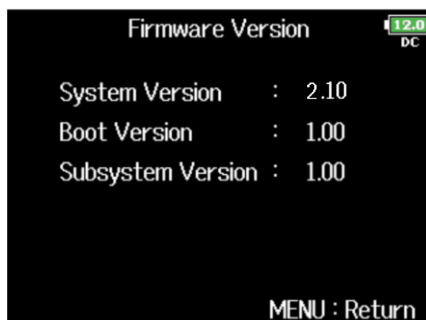 Firmware Version
12.0
DC
System Version : 2.10
Boot Version : 1.00
Subsystem Version : 1.00
MENU : Return